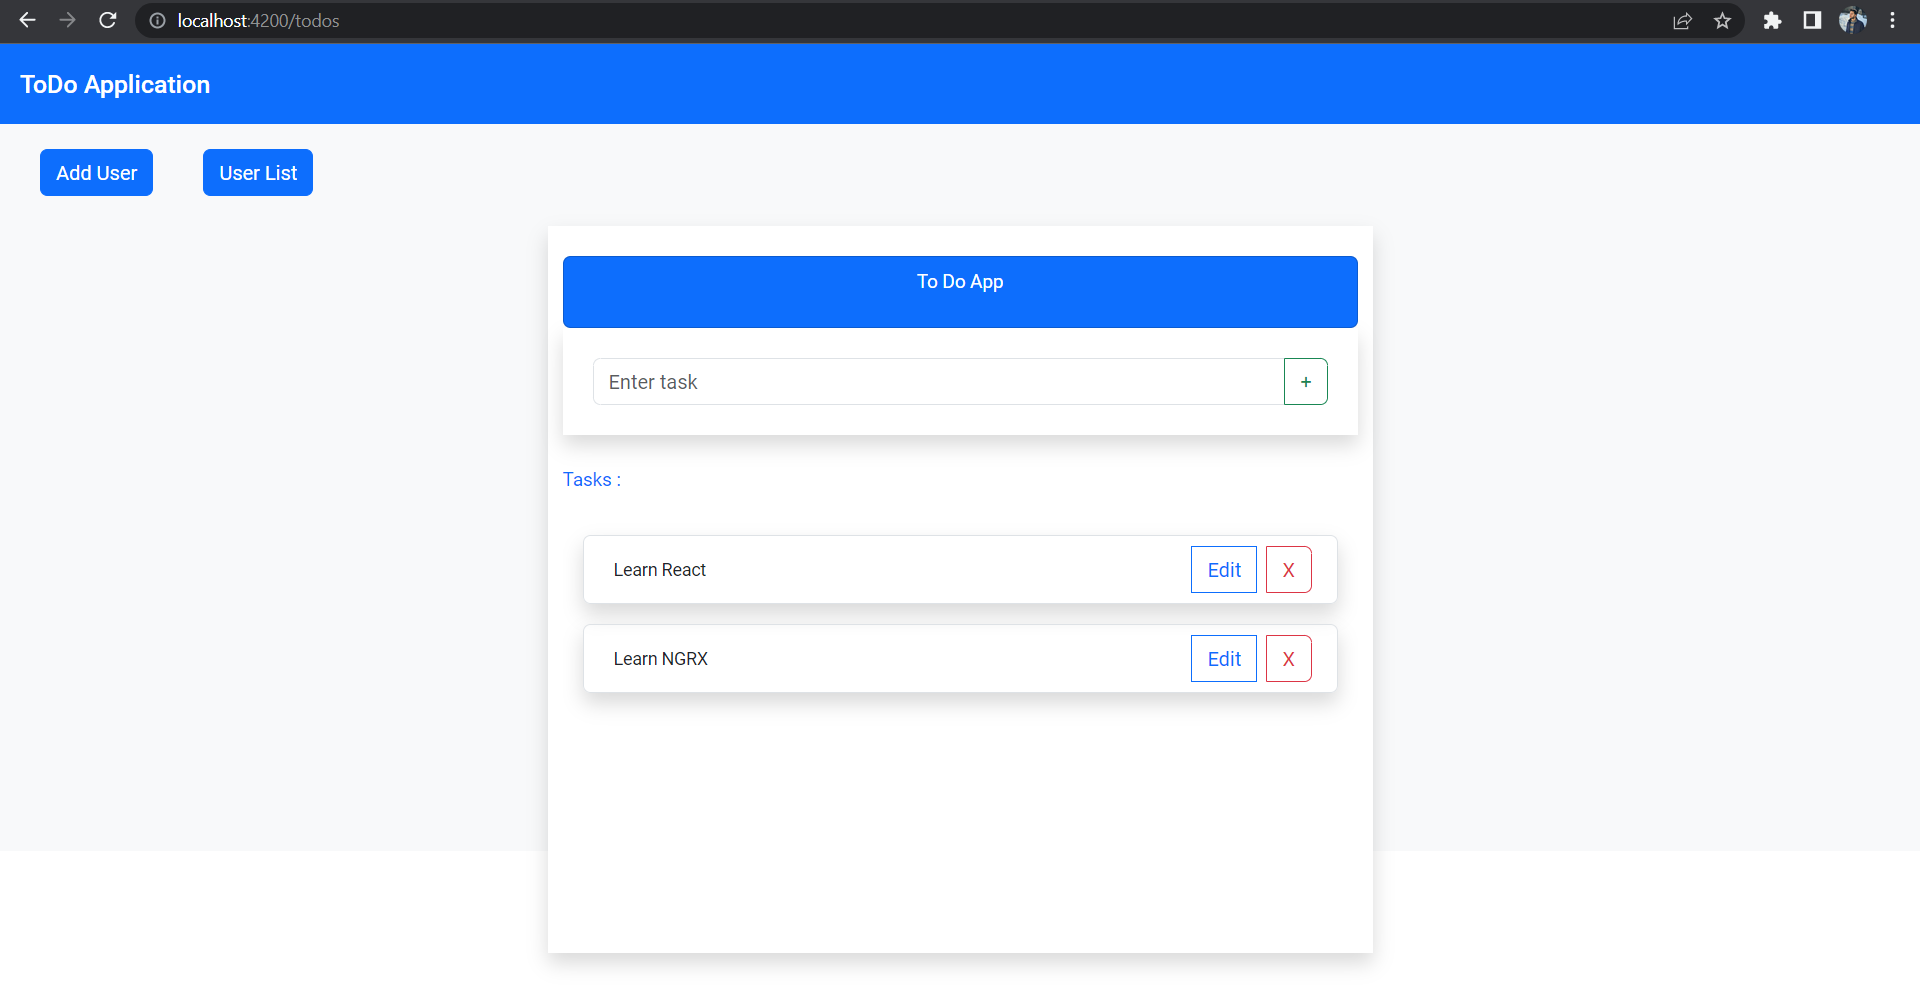 localhost:4200/todos
ToDo Application
Add User User List
To Do App
Enter task +
Tasks :
Learn React Edit X
Learn NGRX Edit X